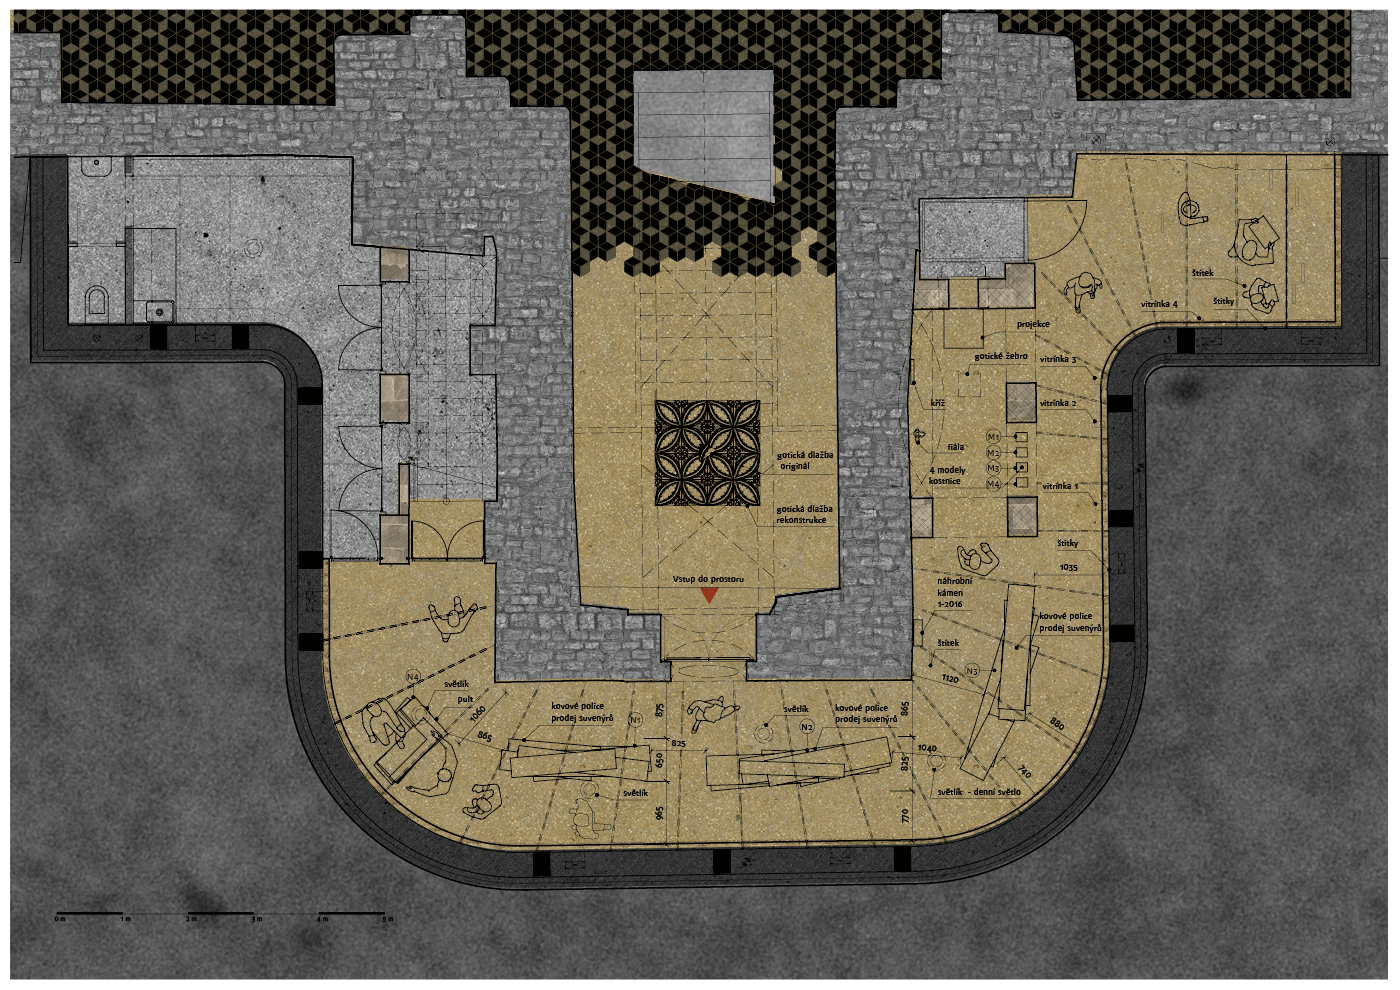 štítek
štítky
vitrínka 4
projekce
gotické žebro
vitrínka 3
kříž
vitrínka 2
fiála
M1
M2
M3
M4
4 modely
kostnice
vitrínka 1
gotická dlažba
originál
gotická dlažba
rekonstrukce
štítky
1035
Vstup do prostoru
náhrobní
kámen
1-2016
kovové police
prodej suvenýrů
štítek
N3
1120
880
740
N4
světlík
pult
1060
865
kovové police
prodej suvenýrů
N1
875
825
650
965
světlík
světlík
N2
kovové police
prodej suvenýrů
865
1040
825
770
světlík - denní světlo
0 m
1 m
2 m
3 m
4 m
5 m